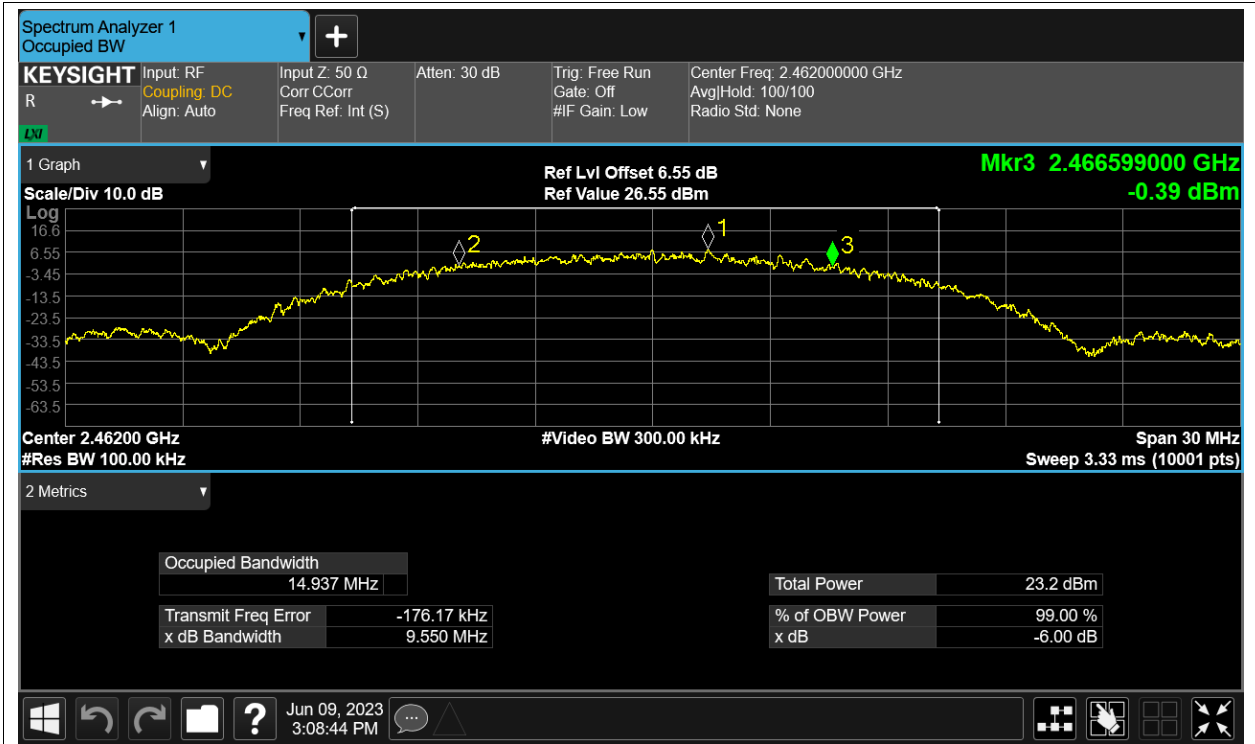 Spectrum Analyzer 1
Occupied BW
KEYSIGHT
R
LXI
Input: RF
Coupling: DC
Align: Auto
Input Z: 50 Ω
Corr CCorr
Freq Ref: Int (S)
Atten: 30 dB
Trig: Free Run
Gate: Off
#IF Gain: Low
Center Freq: 2.462000000 GHz
Avg|Hold: 100/100
Radio Std: None
1 Graph
Scale/Div 10.0 dB
Ref Lvl Offset 6.55 dB
Ref Value 26.55 dBm
Mkr3 2.466599000 GHz
-0.39 dBm
Log
16.6
6.55
-3.45
-13.5
-23.5
-33.5
-43.5
-53.5
-63.5
2
1
3
Center 2.46200 GHz
#Video BW 300.00 kHz
Span 30 MHz
#Res BW 100.00 kHz
Sweep 3.33 ms (10001 pts)
2 Metrics
Occupied Bandwidth
14.937 MHz
Transmit Freq Error -176.17 kHz
x dB Bandwidth 9.550 MHz
Total Power 23.2 dBm
% of OBW Power 99.00 %
x dB -6.00 dB
Jun 09, 2023
3:08:44 PM